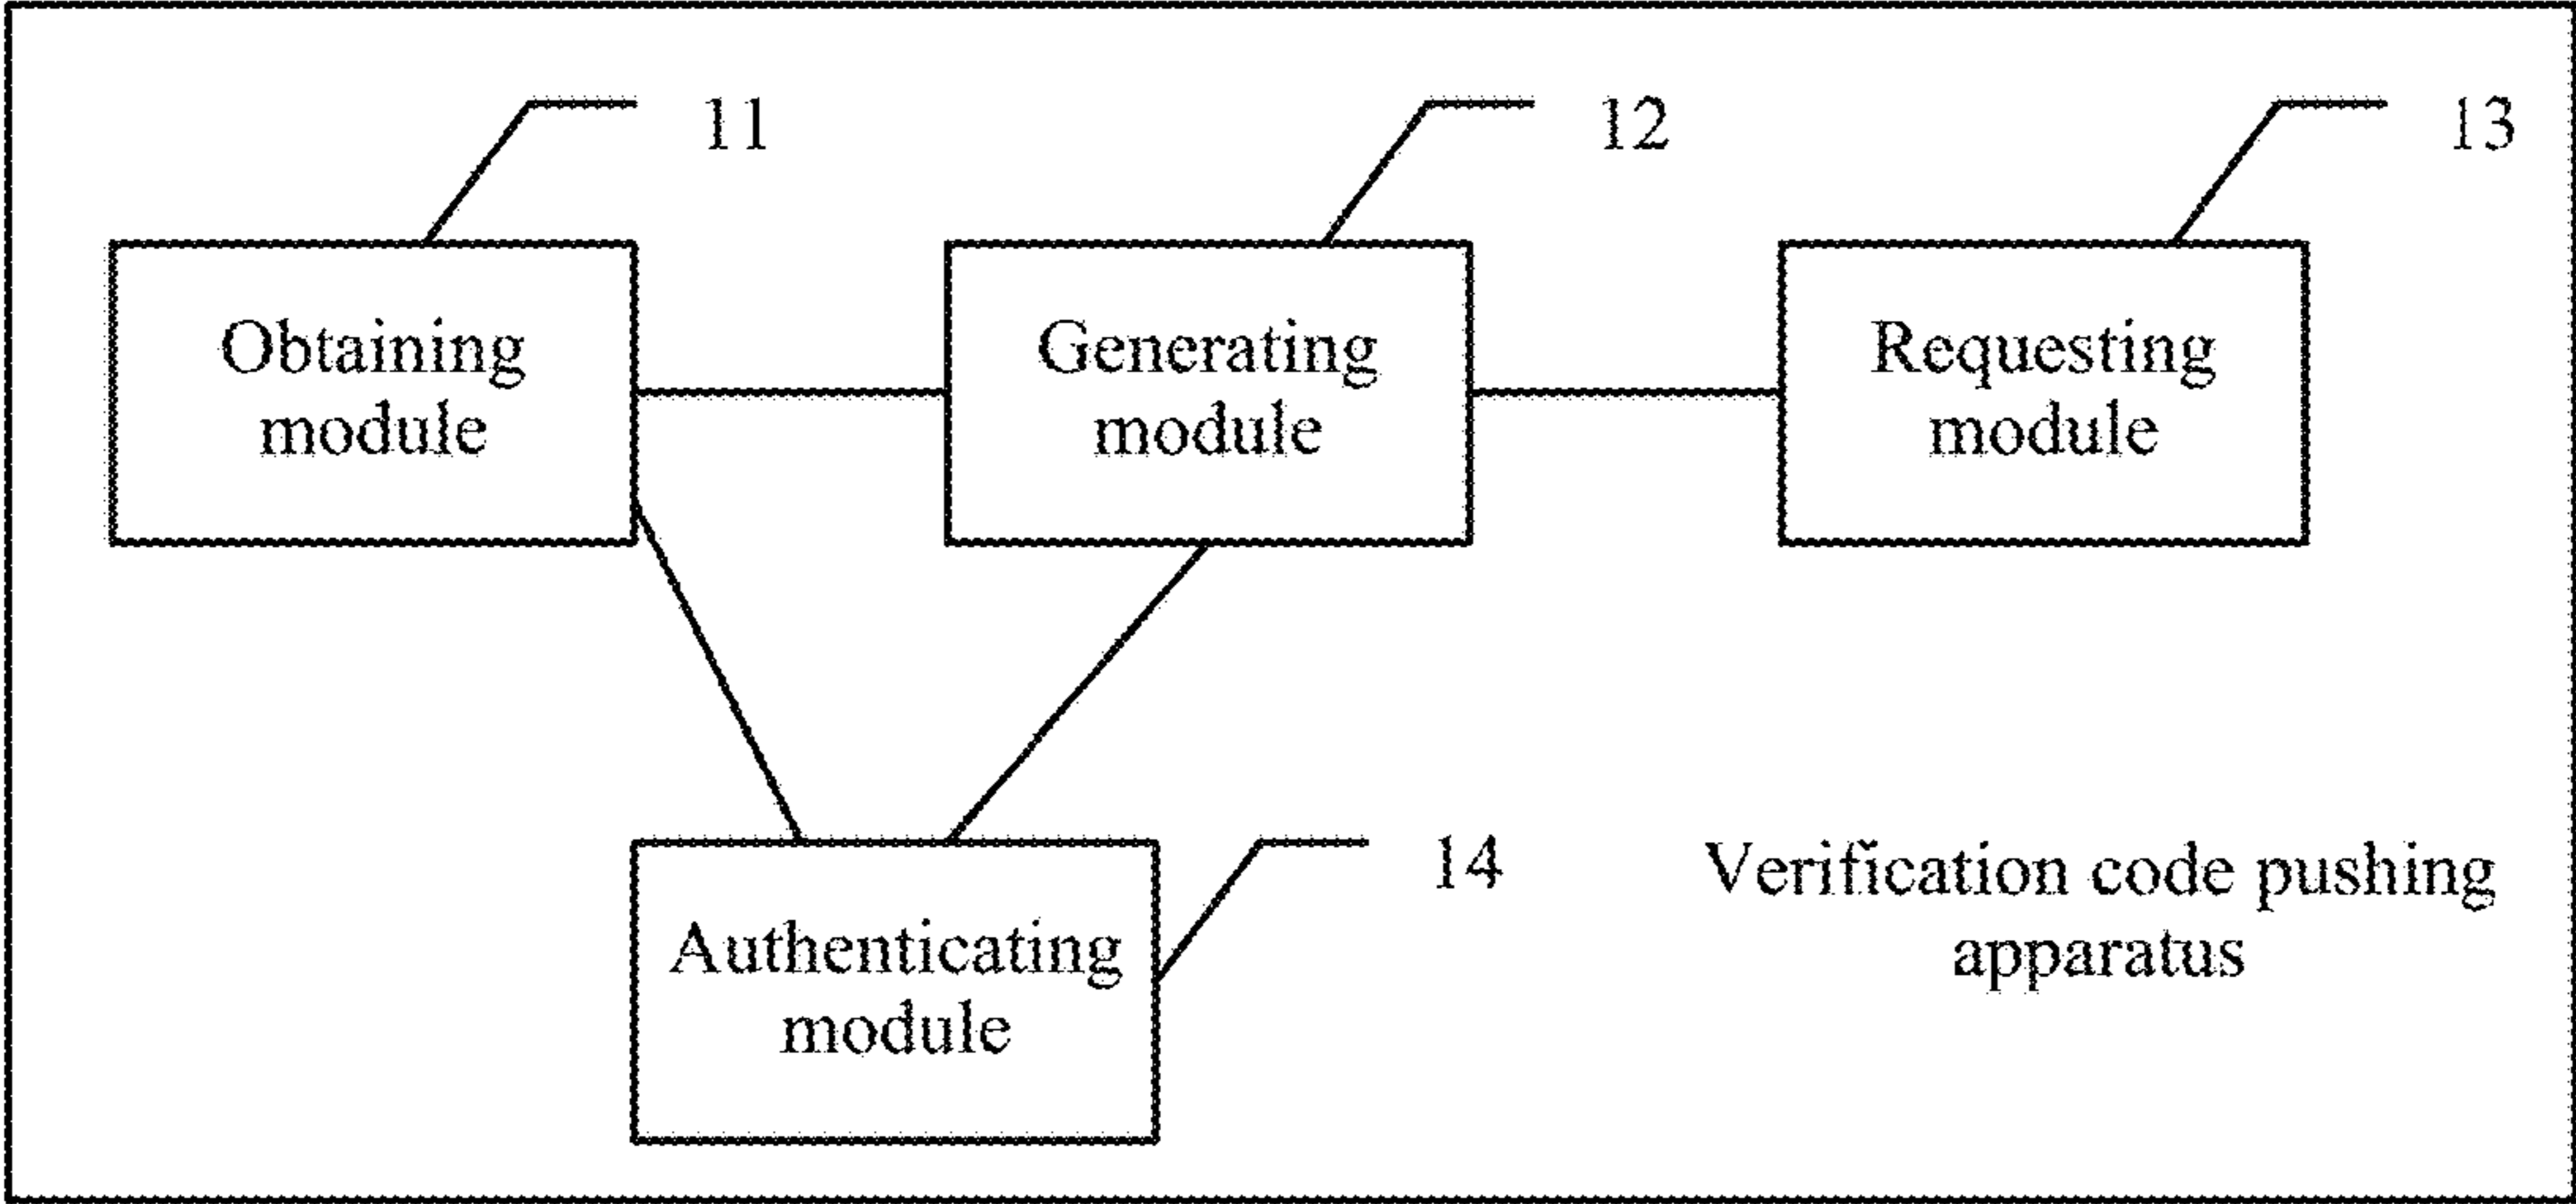 11
12
13
Obtaining
module
Generating
module
Requesting
module
14
Authenticating
module
Verification code pushing
apparatus